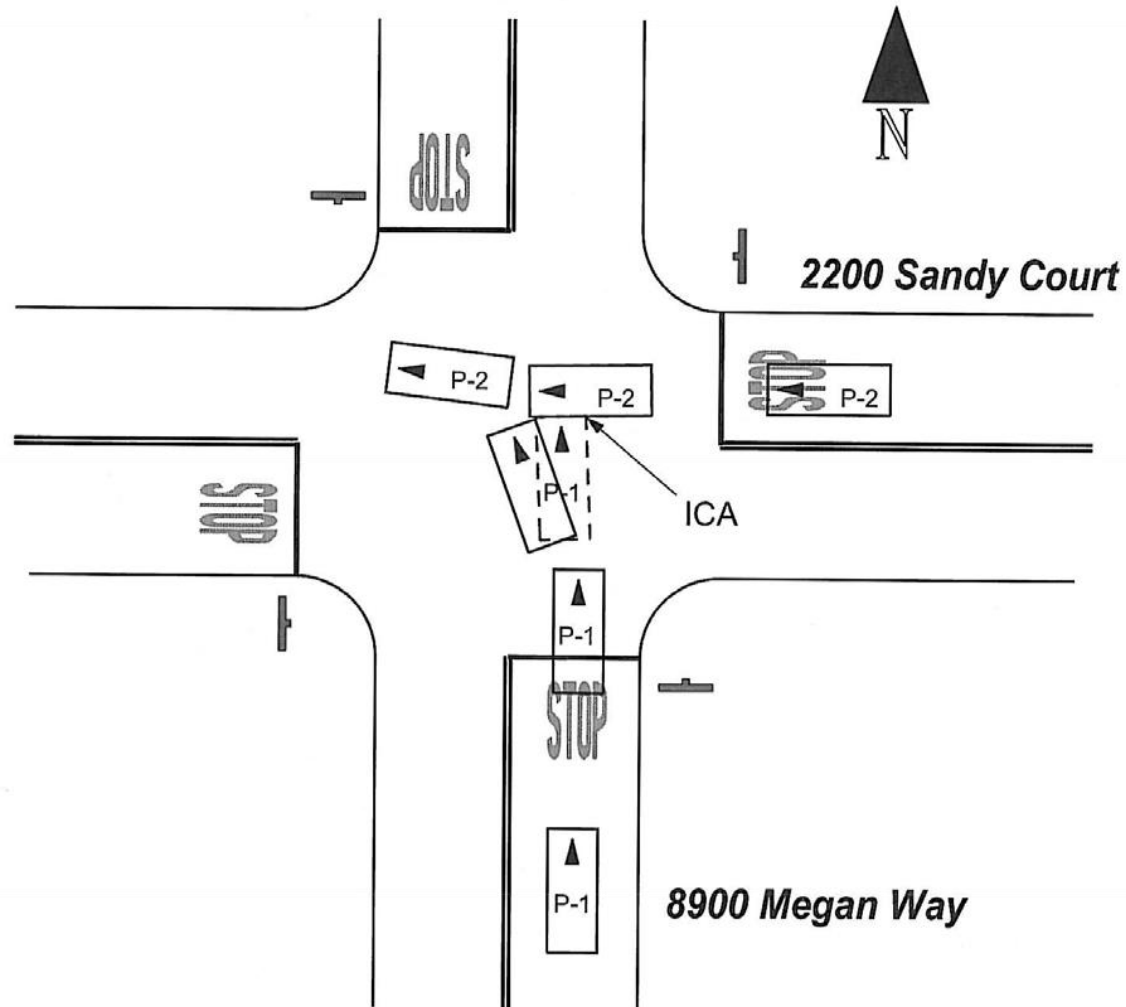 N
STOP
2200 Sandy Court
P-2
P-2
STOP
P-2
P-1
STOP
ICA
P-1
STOP
P-1
8900 Megan Way